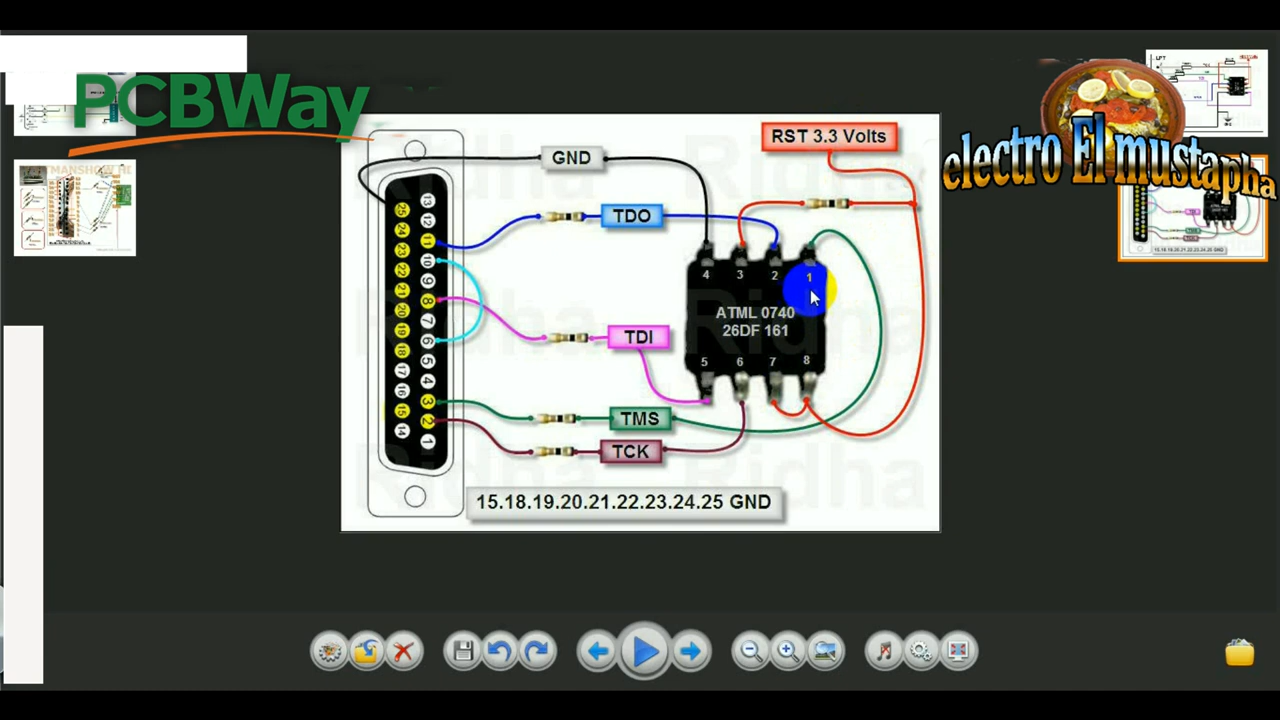 PCBWay
electro El mustapha
RST 3.3 Volts
GND
TDO
13
25
12
24
11
23
10
22
9
21
8
20
7
19
6
18
5
17
4
16
3
15
2
14
1
4
3
2
1
ATML 0740
26DF 161
5
6
7
8
TDI
TMS
TCK
15.18.19.20.21.22.23.24.25 GND
Ridha